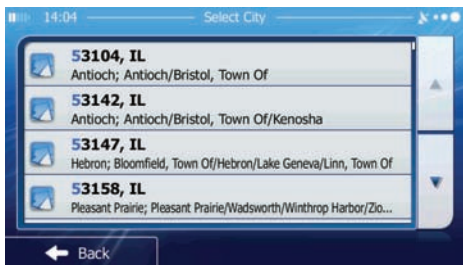 14:04
Select City
53104, IL
Antioch; Antioch/Bristol, Town Of
53142, IL
Antioch; Antioch/Bristol, Town Of/Kenosha
53147, IL
Hebron; Bloomfield, Town Of/Hebron/Lake Geneva/Linn, Town Of
53158, IL
Pleasant Prairie; Pleasant Prairie/Wadsworth/Winthrop Harbor/Zio...
Back